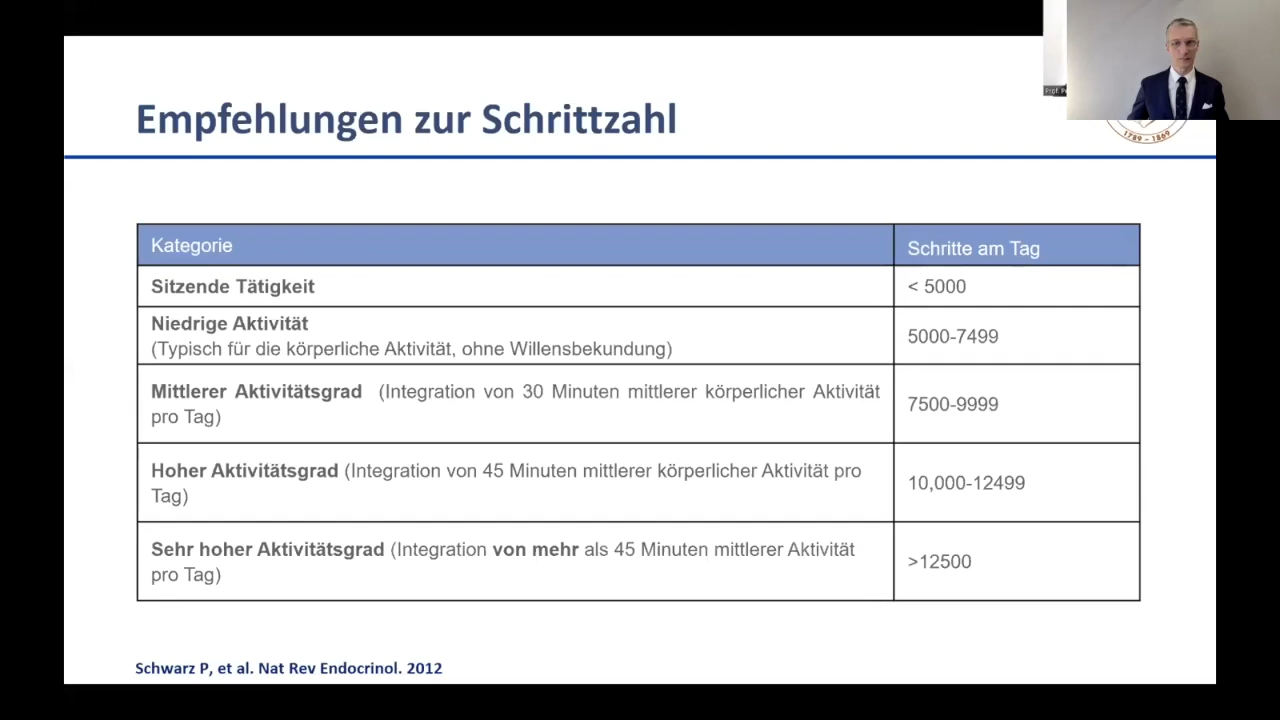 Prof.
Empfehlungen zur Schrittzahl
1789 – 1869
Kategorie
Schritte am Tag
Sitzende Tätigkeit
< 5000
Niedrige Aktivität
(Typisch für die körperliche Aktivität, ohne Willensbekundung)
5000-7499
Mittlerer Aktivitätsgrad (Integration von 30 Minuten mittlerer körperlicher Aktivität
pro Tag)
7500-9999
Hoher Aktivitätsgrad (Integration von 45 Minuten mittlerer körperlicher Aktivität pro
Tag)
10,000-12499
Sehr hoher Aktivitätsgrad (Integration von mehr als 45 Minuten mittlerer Aktivität
pro Tag)
>12500
Schwarz P, et al. Nat Rev Endocrinol. 2012